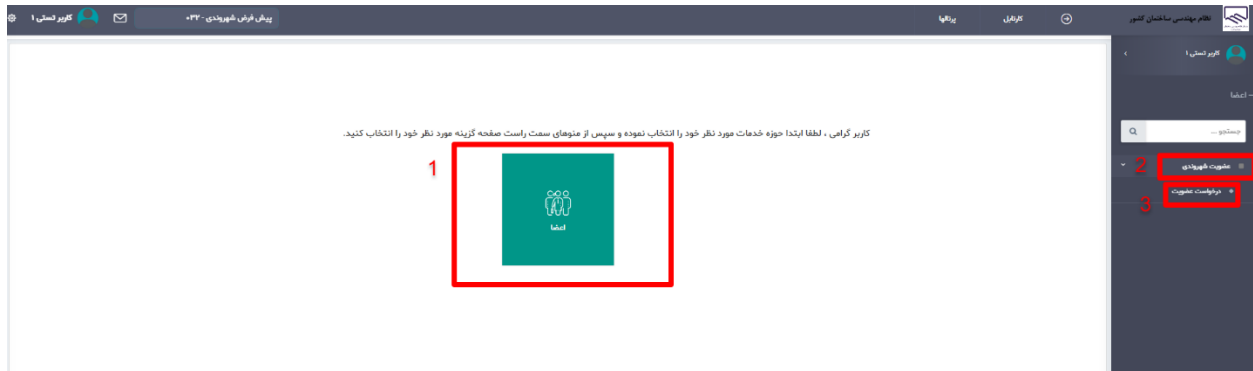 نظام مهندسی ساختمان کشور
کارتابل
پرتالها
پیش فرض شهروندی - ۰۳۲
کاربر تستی ۱
کاربر تستی ۱
اعضا
جستجو ...
2
عضویت شهروندی
3
درخواست عضویت
کاربر گرامی ، لطفا ابتدا حوزه خدمات مورد نظر خود را انتخاب نموده و سپس از منوهای سمت راست صفحه گزینه مورد نظر خود را انتخاب کنید.
1
اعضا